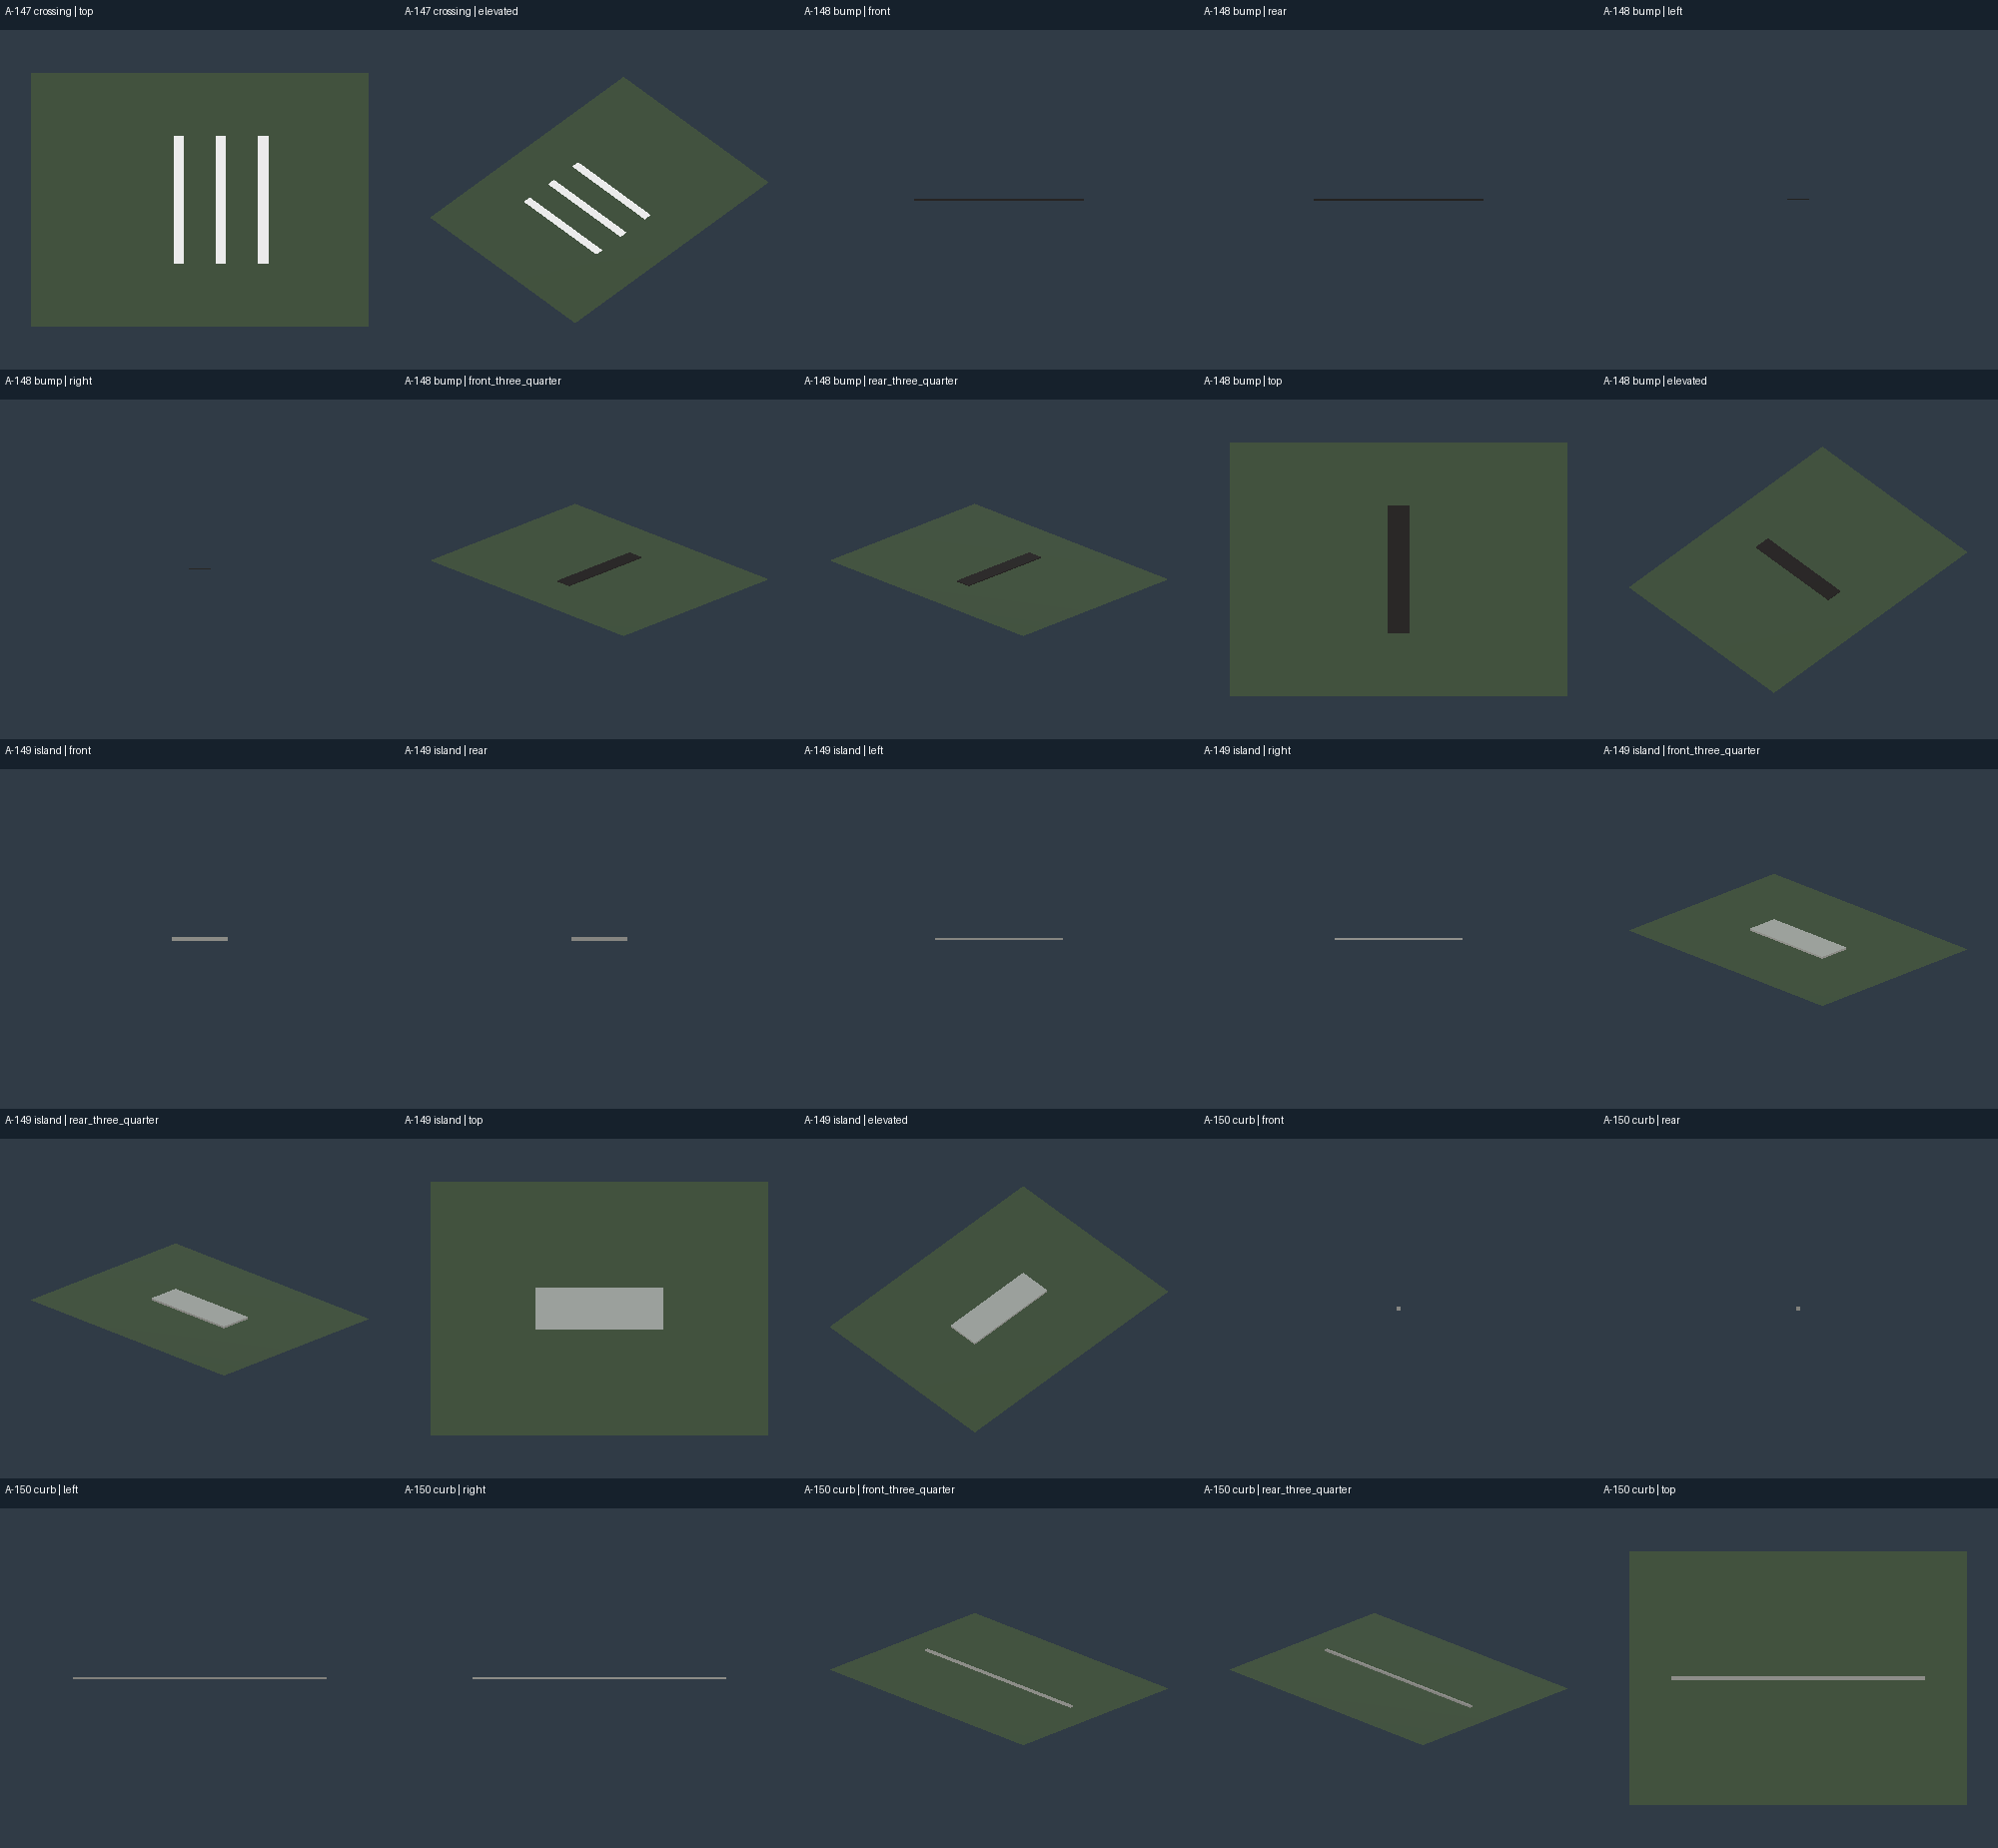 A-147 crossing | top
A-147 crossing | elevated
A-148 bump | front
A-148 bump | rear
A-148 bump | left
A-148 bump | right
A-148 bump | front_three_quarter
A-148 bump | rear_three_quarter
A-148 bump | top
A-148 bump | elevated
A-149 island | front
A-149 island | rear
A-149 island | left
A-149 island | right
A-149 island | front_three_quarter
A-149 island | rear_three_quarter
A-149 island | top
A-149 island | elevated
A-150 curb | front
A-150 curb | rear
A-150 curb | left
A-150 curb | right
A-150 curb | front_three_quarter
A-150 curb | rear_three_quarter
A-150 curb | top